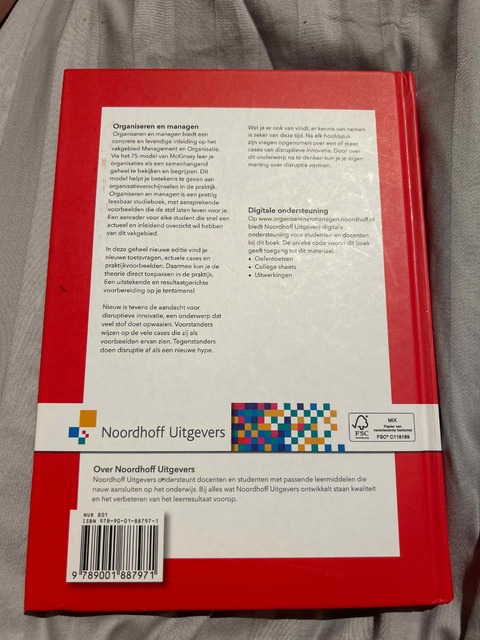 Organiseren en managen
Organiseren en managen biedt een
concrete en levendige inleiding op het
vakgebied Management en Organisatie.
Via het 7S-model van McKinsey leer je
organisaties als een samenhangend
geheel te bekijken en begrijpen. Dit
model helpt je betekenis te geven aan
organisatieverschijnselen in de praktijk.
Organiseren en managen is een prettig
leesbaar studieboek, met aansprekende
voorbeelden die de stof laten leven voor je.
Een aanrader voor elke student die snel een
actueel en inleidend overzicht wil hebben
van dit vakgebied.
In deze geheel nieuwe editie vind je
nieuwe toetsvragen, actuele cases en
praktijkvoorbeelden. Daarmee kun je de
theorie direct toepassen in de praktijk.
Een uitstekende en resultaatgerichte
voorbereiding op je tentamens!
Nieuw is tevens de aandacht voor
disruptieve innovatie, een onderwerp dat
veel stof doet opwaaien. Voorstanders
wijzen op de vele cases die zij als
voorbeelden ervan zien. Tegenstanders
doen disruptie af als een nieuwe hype.
Wat je er ook van vindt, er kennis van nemen
is zeker van deze tijd. Na elk hoofdstuk
zijn vragen opgenomen over een of meer
cases van disruptieve innovatie. Door over
dit onderwerp na te denken kun je je eigen
mening over disruptie vormen.
Digitale ondersteuning
Op www.organiserenenmanagen.noordhoff.nl
biedt Noordhoff Uitgevers digitale
ondersteuning voor studenten en docenten
bij dit boek. De unieke code voorin dit boek
geeft toegang tot dit materiaal.
• Oefentoetsen
• College sheets
• Uitwerkingen
Noordhoff Uitgevers
FSC
www.fsc.org
MIX
Papier van
verantwoorde herkomst
FSC® C118189
Over Noordhoff Uitgevers
Noordhoff Uitgevers ondersteunt docenten en studenten met passende leermiddelen die
nauw aansluiten op het onderwijs. Bij alles wat Noordhoff Uitgevers ontwikkelt staan kwaliteit
en het verbeteren van het leerresultaat voorop.
NUR 801
ISBN 978-90-01-88797-1
9 789001 887971